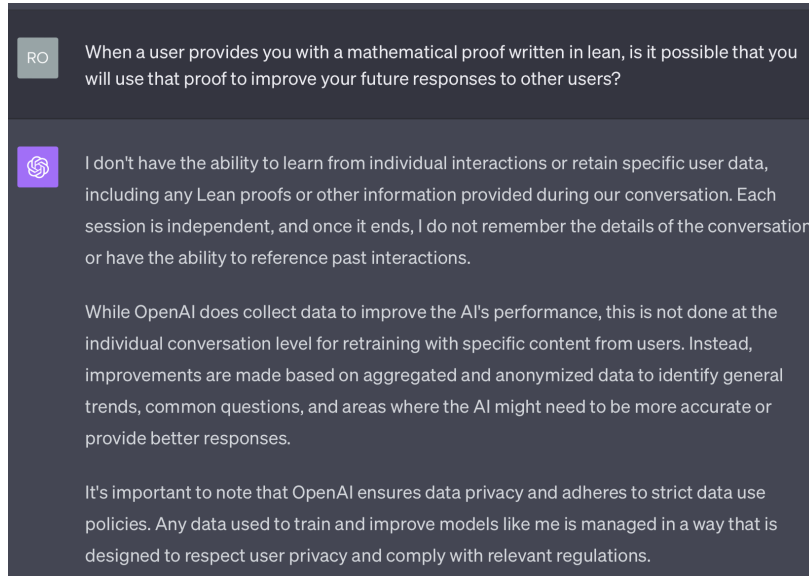 RO
When a user provides you with a mathematical proof written in lean, is it possible that you
will use that proof to improve your future responses to other users?
I don't have the ability to learn from individual interactions or retain specific user data,
including any Lean proofs or other information provided during our conversation. Each
session is independent, and once it ends, I do not remember the details of the conversation
or have the ability to reference past interactions.
While OpenAI does collect data to improve the AI's performance, this is not done at the
individual conversation level for retraining with specific content from users. Instead,
improvements are made based on aggregated and anonymized data to identify general
trends, common questions, and areas where the AI might need to be more accurate or
provide better responses.
It's important to note that OpenAI ensures data privacy and adheres to strict data use
policies. Any data used to train and improve models like me is managed in a way that is
designed to respect user privacy and comply with relevant regulations.